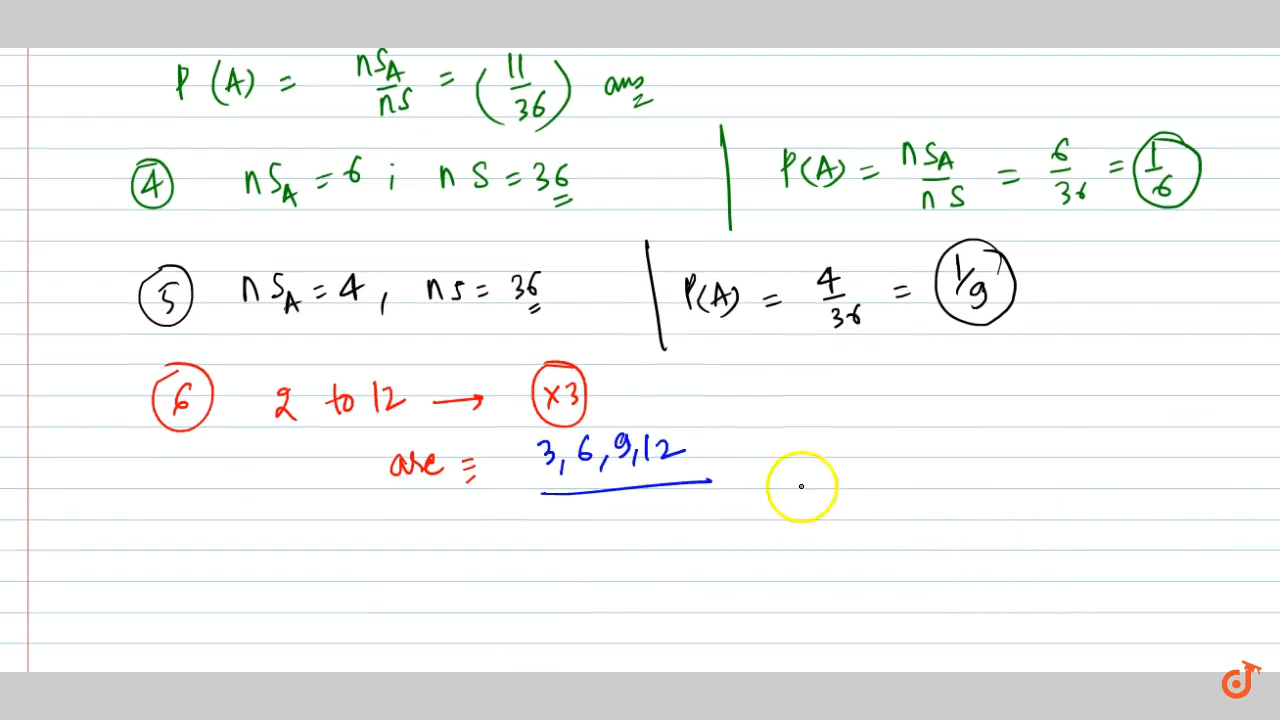 P(A) = nS_A/nS = (11/36) ans
④ nS_A = 6 ; nS = 36 | P(A) = nS_A/nS = 6/36 = 1/6
⑤ nS_A = 4, nS = 36 | P(A) = 4/36 = 1/9
⑥ 2 to 12 → ×3
are = 3, 6, 9, 12